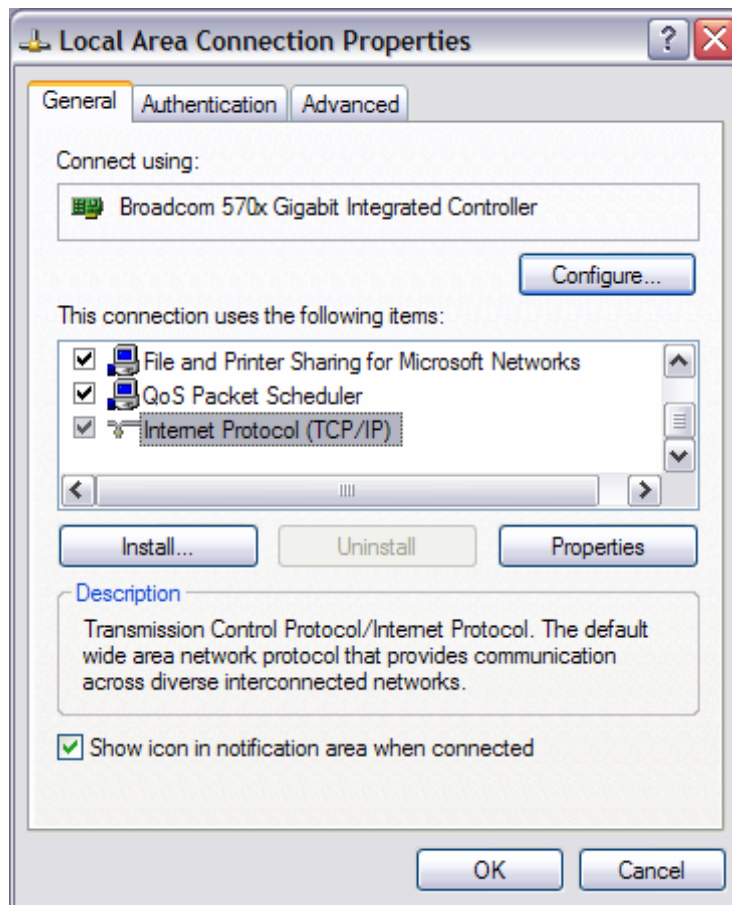 Local Area Connection Properties
General Authentication Advanced
Connect using:
Broadcom 570x Gigabit Integrated Controller
Configure...
This connection uses the following items:
File and Printer Sharing for Microsoft Networks
QoS Packet Scheduler
Internet Protocol (TCP/IP)
Install... Uninstall Properties
Description
Transmission Control Protocol/Internet Protocol. The default
wide area network protocol that provides communication
across diverse interconnected networks.
Show icon in notification area when connected
OK Cancel